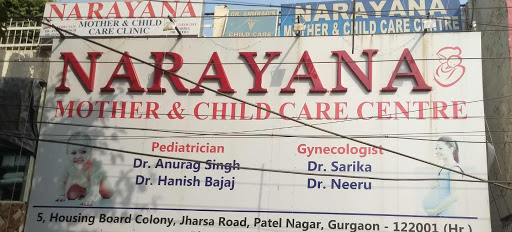 NARAYANA
MOTHER & CHILD
CARE CLINIC
DR. ANURAG'S
NARAYANA
MOTHER & CHILD CARE CENTRE
NARAYANA
MOTHER & CHILD CARE CENTRE
Pediatrician
Dr. Anurag Singh
Dr. Hanish Bajaj
Gynecologist
Dr. Sarika
Dr. Neeru
5, Housing Board Colony, Jharsa Road, Patel Nagar, Gurgaon - 122001 (Hr.)